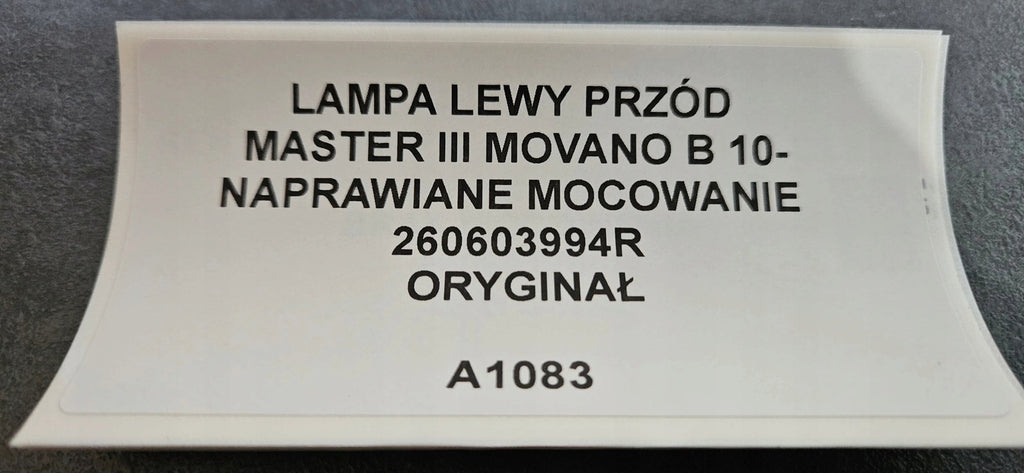 LAMPA LEWY PRZÓD
MASTER III MOVANO B 10-
NAPRAWIANE MOCOWANIE
260603994R
ORYGINAŁ
A1083